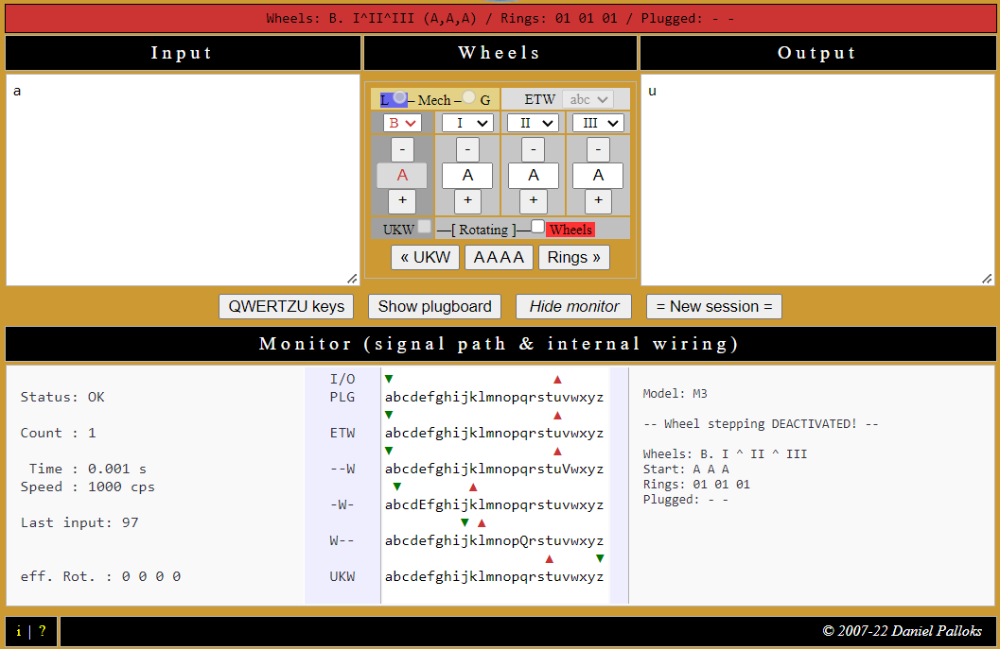 Wheels: B. I^II^III (A,A,A) / Rings: 01 01 01 / Plugged: - -
Input Wheels Output
a
L – Mech – G ETW abc
B I II III
- - - -
A A A A
+ + + +
UKW —[ Rotating ]— Wheels
« UKW A A A A Rings »
u
QWERTZU keys Show plugboard Hide monitor = New session =
Monitor (signal path & internal wiring)
Status: OK
Count : 1
Time : 0.001 s
Speed : 1000 cps
Last input: 97
eff. Rot. : 0 0 0 0
I/O
PLG abcdefghijklmnopqrstuvwxyz
ETW abcdefghijklmnopqrstuvwxyz
--W abcdefghijklmnopqrstuVwxyz
-W- abcdEfghijklmnopqrstuvwxyz
W-- abcdefghijklmnopQrstuvwxyz
UKW abcdefghijklmnopqrstuvwxyz
Model: M3
-- Wheel stepping DEACTIVATED! --
Wheels: B. I ^ II ^ III
Start: A A A
Rings: 01 01 01
Plugged: - -
i | ?
© 2007-22 Daniel Palloks